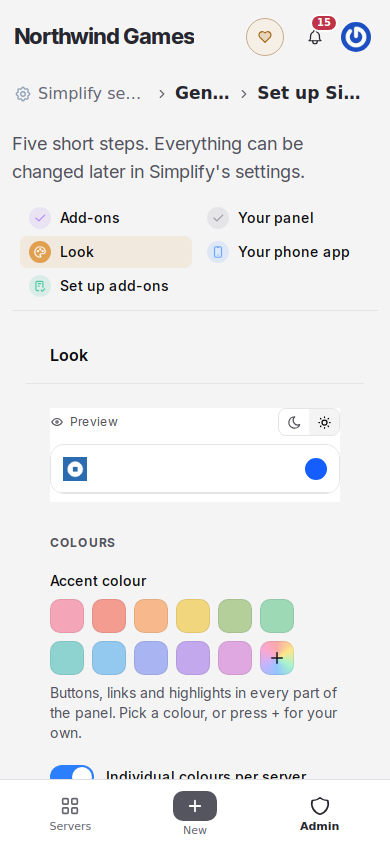 Northwind Games
15
Simplify se... > Gen... > Set up Si...
Five short steps. Everything can be
changed later in Simplify's settings.
Add-ons
Your panel
Look
Your phone app
Set up add-ons
Look
Preview
COLOURS
Accent colour
Buttons, links and highlights in every part of
the panel. Pick a colour, or press + for your
own.
Individual colours per server
Servers
New
Admin